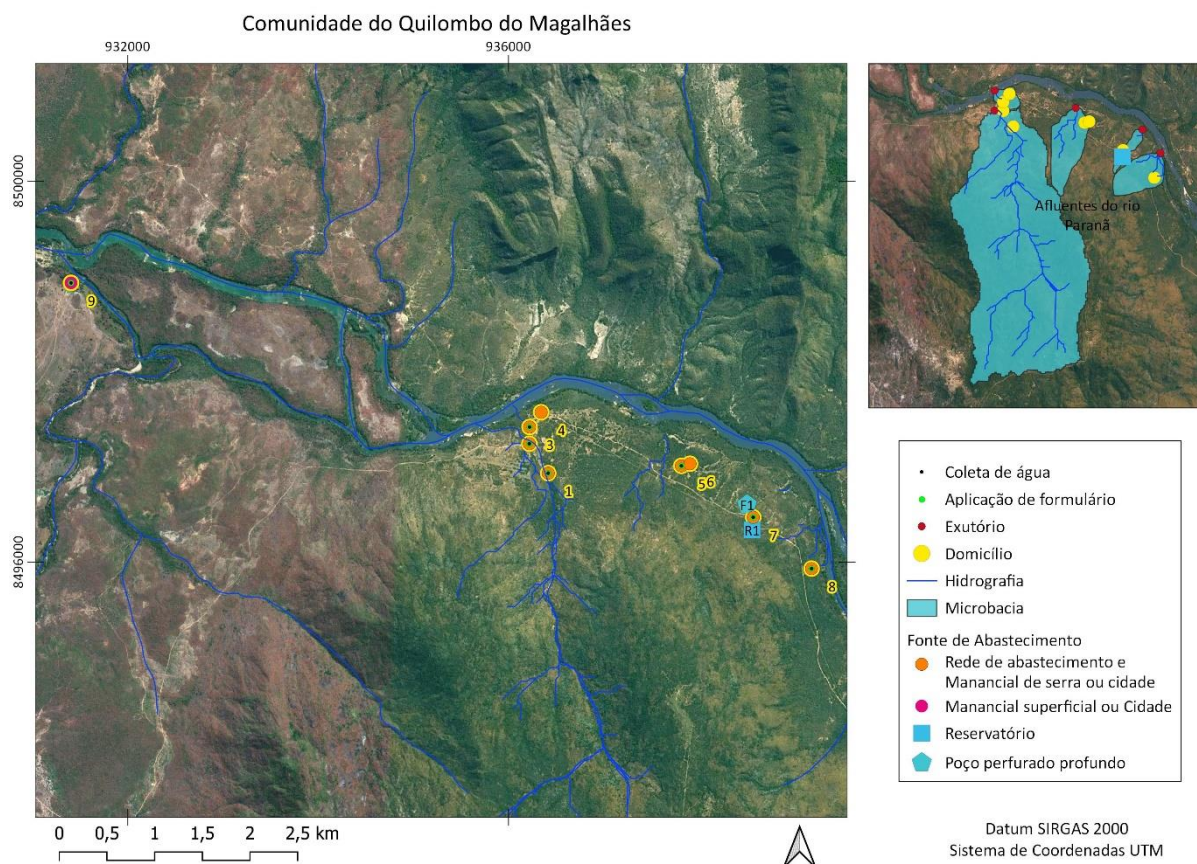 Comunidade do Quilombo do Magalhães
932000
936000
8500000
8496000
9
4
3
1
5
6
F1
R1
7
8
0
0,5
1
1,5
2
2,5 km
Afluentes do rio
Paranã
Coleta de água
Aplicação de formulário
Exutório
Domicílio
Hidrografia
Microbacia
Fonte de Abastecimento
Rede de abastecimento e
Manancial de serra ou cidade
Manancial superficial ou Cidade
Reservatório
Poço perfurado profundo
Datum SIRGAS 2000
Sistema de Coordenadas UTM